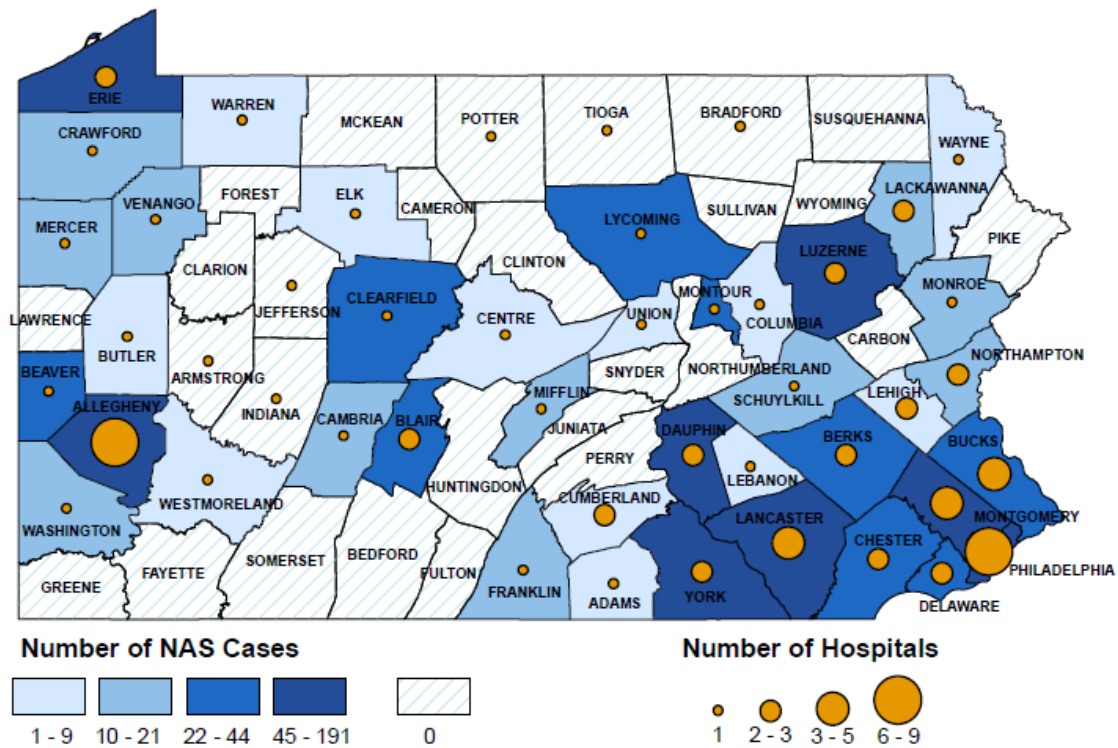 ERIE
WARREN
MCKEAN
POTTER
TIOGA
BRADFORD
SUSQUEHANNA
WAYNE
CRAWFORD
FOREST
ELK
CAMERON
LYCOMING
SULLIVAN
WYOMING
LACKAWANNA
PIKE
MERCER
VENANGO
CLARION
JEFFERSON
CLEARFIELD
CLINTON
CENTRE
UNION
MONTOUR
COLUMBIA
LUZERNE
MONROE
CARBON
LAWRENCE
BUTLER
ARMSTRONG
INDIANA
CAMBRIA
BLAIR
MIFFLIN
SNYDER
NORTHUMBERLAND
SCHUYLKILL
LEHIGH
NORTHAMPTON
BEAVER
ALLEGHENY
WESTMORELAND
HUNTINGDON
JUNIATA
PERRY
DAUPHIN
LEBANON
BERKS
BUCKS
WASHINGTON
CUMBERLAND
LANCASTER
CHESTER
MONTGOMERY
PHILADELPHIA
DELAWARE
GREENE
FAYETTE
SOMERSET
BEDFORD
FULTON
FRANKLIN
ADAMS
YORK
Number of NAS Cases
1 - 9 10 - 21 22 - 44 45 - 191 0
Number of Hospitals
1 2 - 3 3 - 5 6 - 9